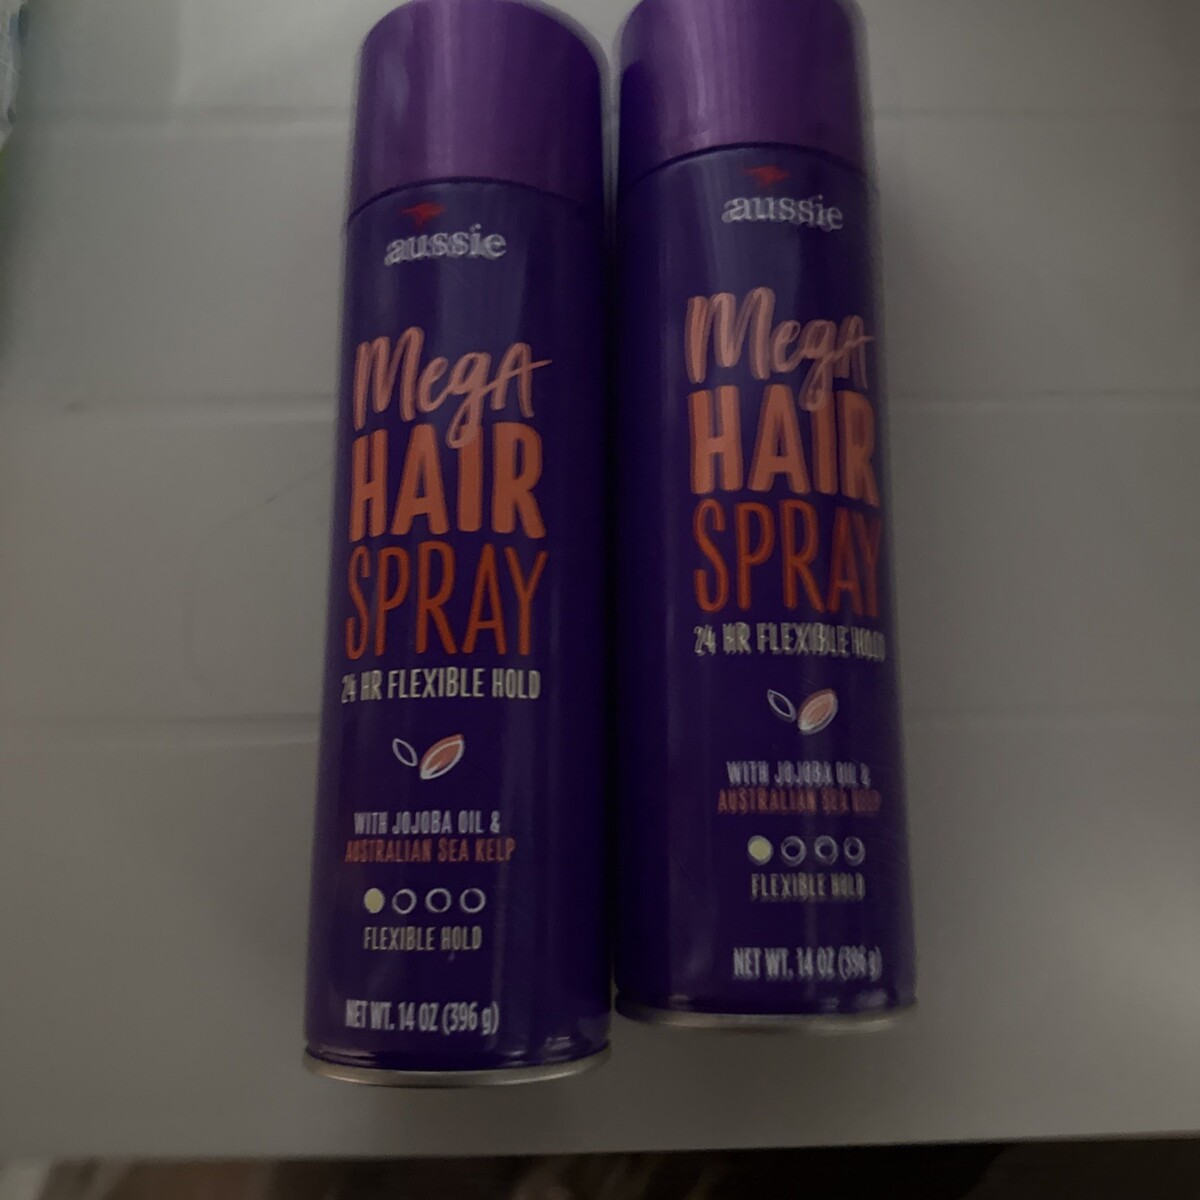 aussie
Mega
HAIR
SPRAY
24 HR FLEXIBLE HOLD
WITH JOJOBA OIL &
AUSTRALIAN SEA KELP
FLEXIBLE HOLD
NET WT. 14 OZ (396 g)
aussie
Mega
HAIR
SPRAY
24 HR FLEXIBLE HOLD
WITH JOJOBA OIL &
AUSTRALIAN SEA KELP
FLEXIBLE HOLD
NET WT. 14 OZ (396 g)